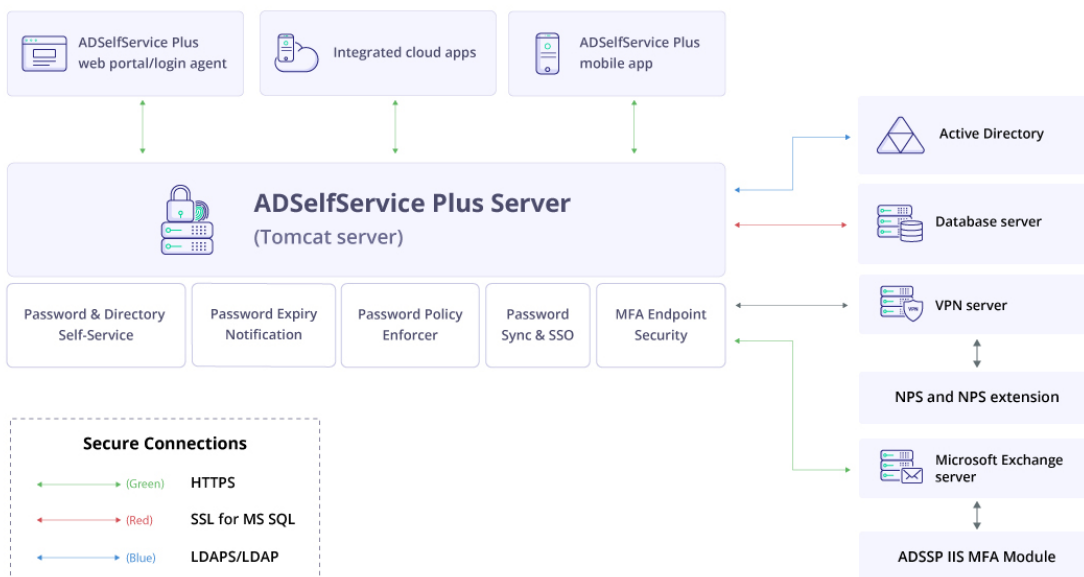 ADSelfService Plus
web portal/login agent
Integrated cloud apps
ADSelfService Plus
mobile app
Active Directory
ADSelfService Plus Server
(Tomcat server)
Database server
Password & Directory
Self-Service
Password Expiry
Notification
Password Policy
Enforcer
Password
Sync & SSO
MFA Endpoint
Security
VPN
VPN server
NPS and NPS extension
Microsoft Exchange
server
ADSSP IIS MFA Module
Secure Connections
(Green) HTTPS
(Red) SSL for MS SQL
(Blue) LDAPS/LDAP